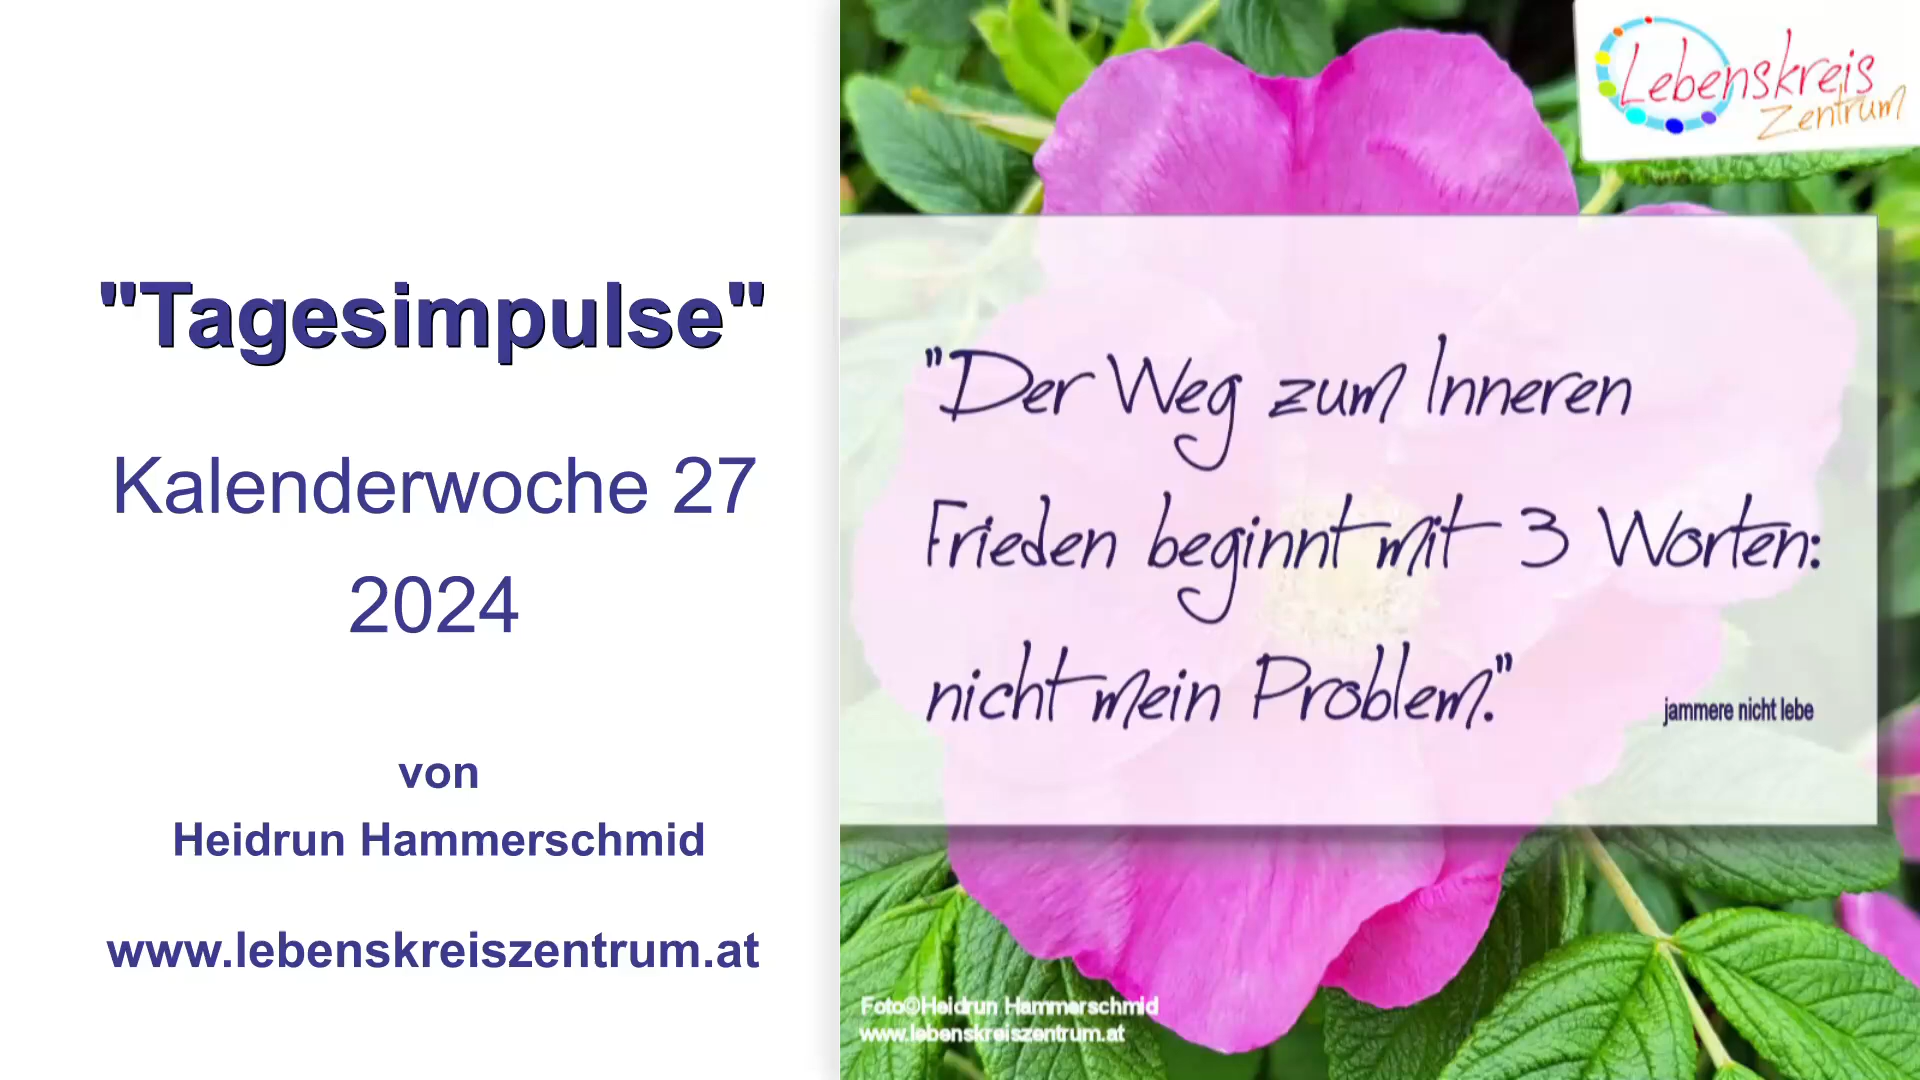 "Tagesimpulse"
Kalenderwoche 27
2024
von
Heidrun Hammerschmid
www.lebenskreiszentrum.at
Lebenskreis
Zentrum
"Der Weg zum Inneren
Frieden beginnt mit 3 Worten:
nicht mein Problem."
jammere nicht lebe
Foto©Heidrun Hammerschmid
www.lebenskreiszentrum.at